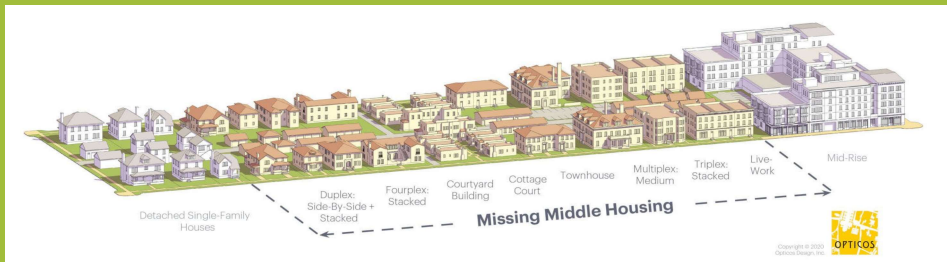 Detached Single-Family
Houses
Duplex:
Side-By-Side +
Stacked
Fourplex:
Stacked
Courtyard
Building
Cottage
Court
Townhouse
Multiplex:
Medium
Triplex:
Stacked
Live-
Work
Mid-Rise
Missing Middle Housing
Copyright © 2020
Opticos Design, Inc.
OPTICOS